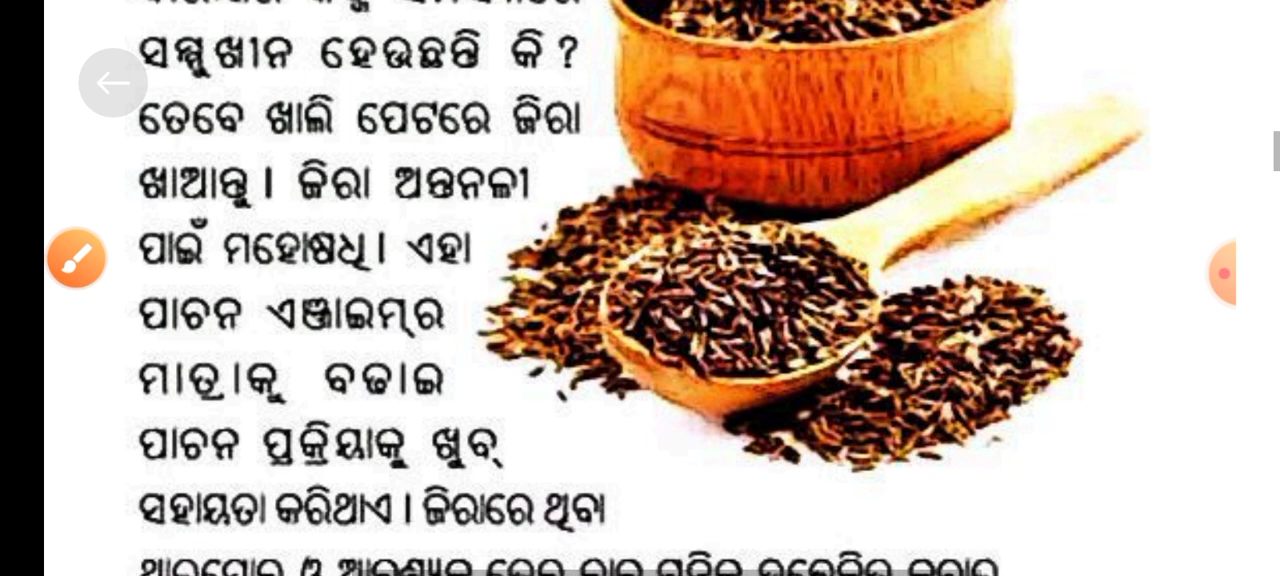 ସମ୍ମୁଖୀନ ହେଉଛନ୍ତି କି ?
ତେବେ ଖାଲି ପେଟରେ ଜିରା
ଖାଆନ୍ତୁ । ଜିରା ଅନ୍ତନଳୀ
ପାଇଁ ମହୋଷଧି । ଏହା
ପାଚନ ଏଞ୍ଜାଇମ୍‌ର
ମାତ୍ରାକୁ ବଢାଇ
ପାଚନ ପ୍ରକ୍ରିୟାକୁ ଖୁବ୍
ସହାୟତା କରିଥାଏ । ଜିରାରେ ଥିବା